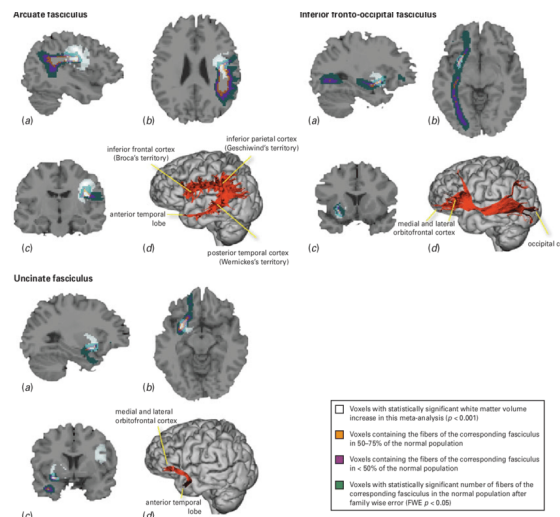 Arcuate fasciculus
(a)
(b)
inferior frontal cortex
(Broca's territory)
inferior parietal cortex
(Geschiwind's territory)
anterior temporal
lobe
posterior temporal cortex
(Wernickes's territory)
(c)
(d)
Inferior fronto-occipital fasciculus
(a)
(b)
medial and lateral
orbitofrontal cortex
occipital c
(c)
(d)
Uncinate fasciculus
(a)
(b)
medial and lateral
orbitofrontal cortex
anterior temporal
lobe
(c)
(d)
Voxels with statistically significant white matter volume
increase in this meta-analysis (p < 0.001)
Voxels containing the fibers of the corresponding fasciculus
in 50–75% of the normal population
Voxels containing the fibers of the corresponding fasciculus
in < 50% of the normal population
Voxels with statistically significant number of fibers of the
corresponding fasciculus in the normal population after
family wise error (FWE p < 0.05)